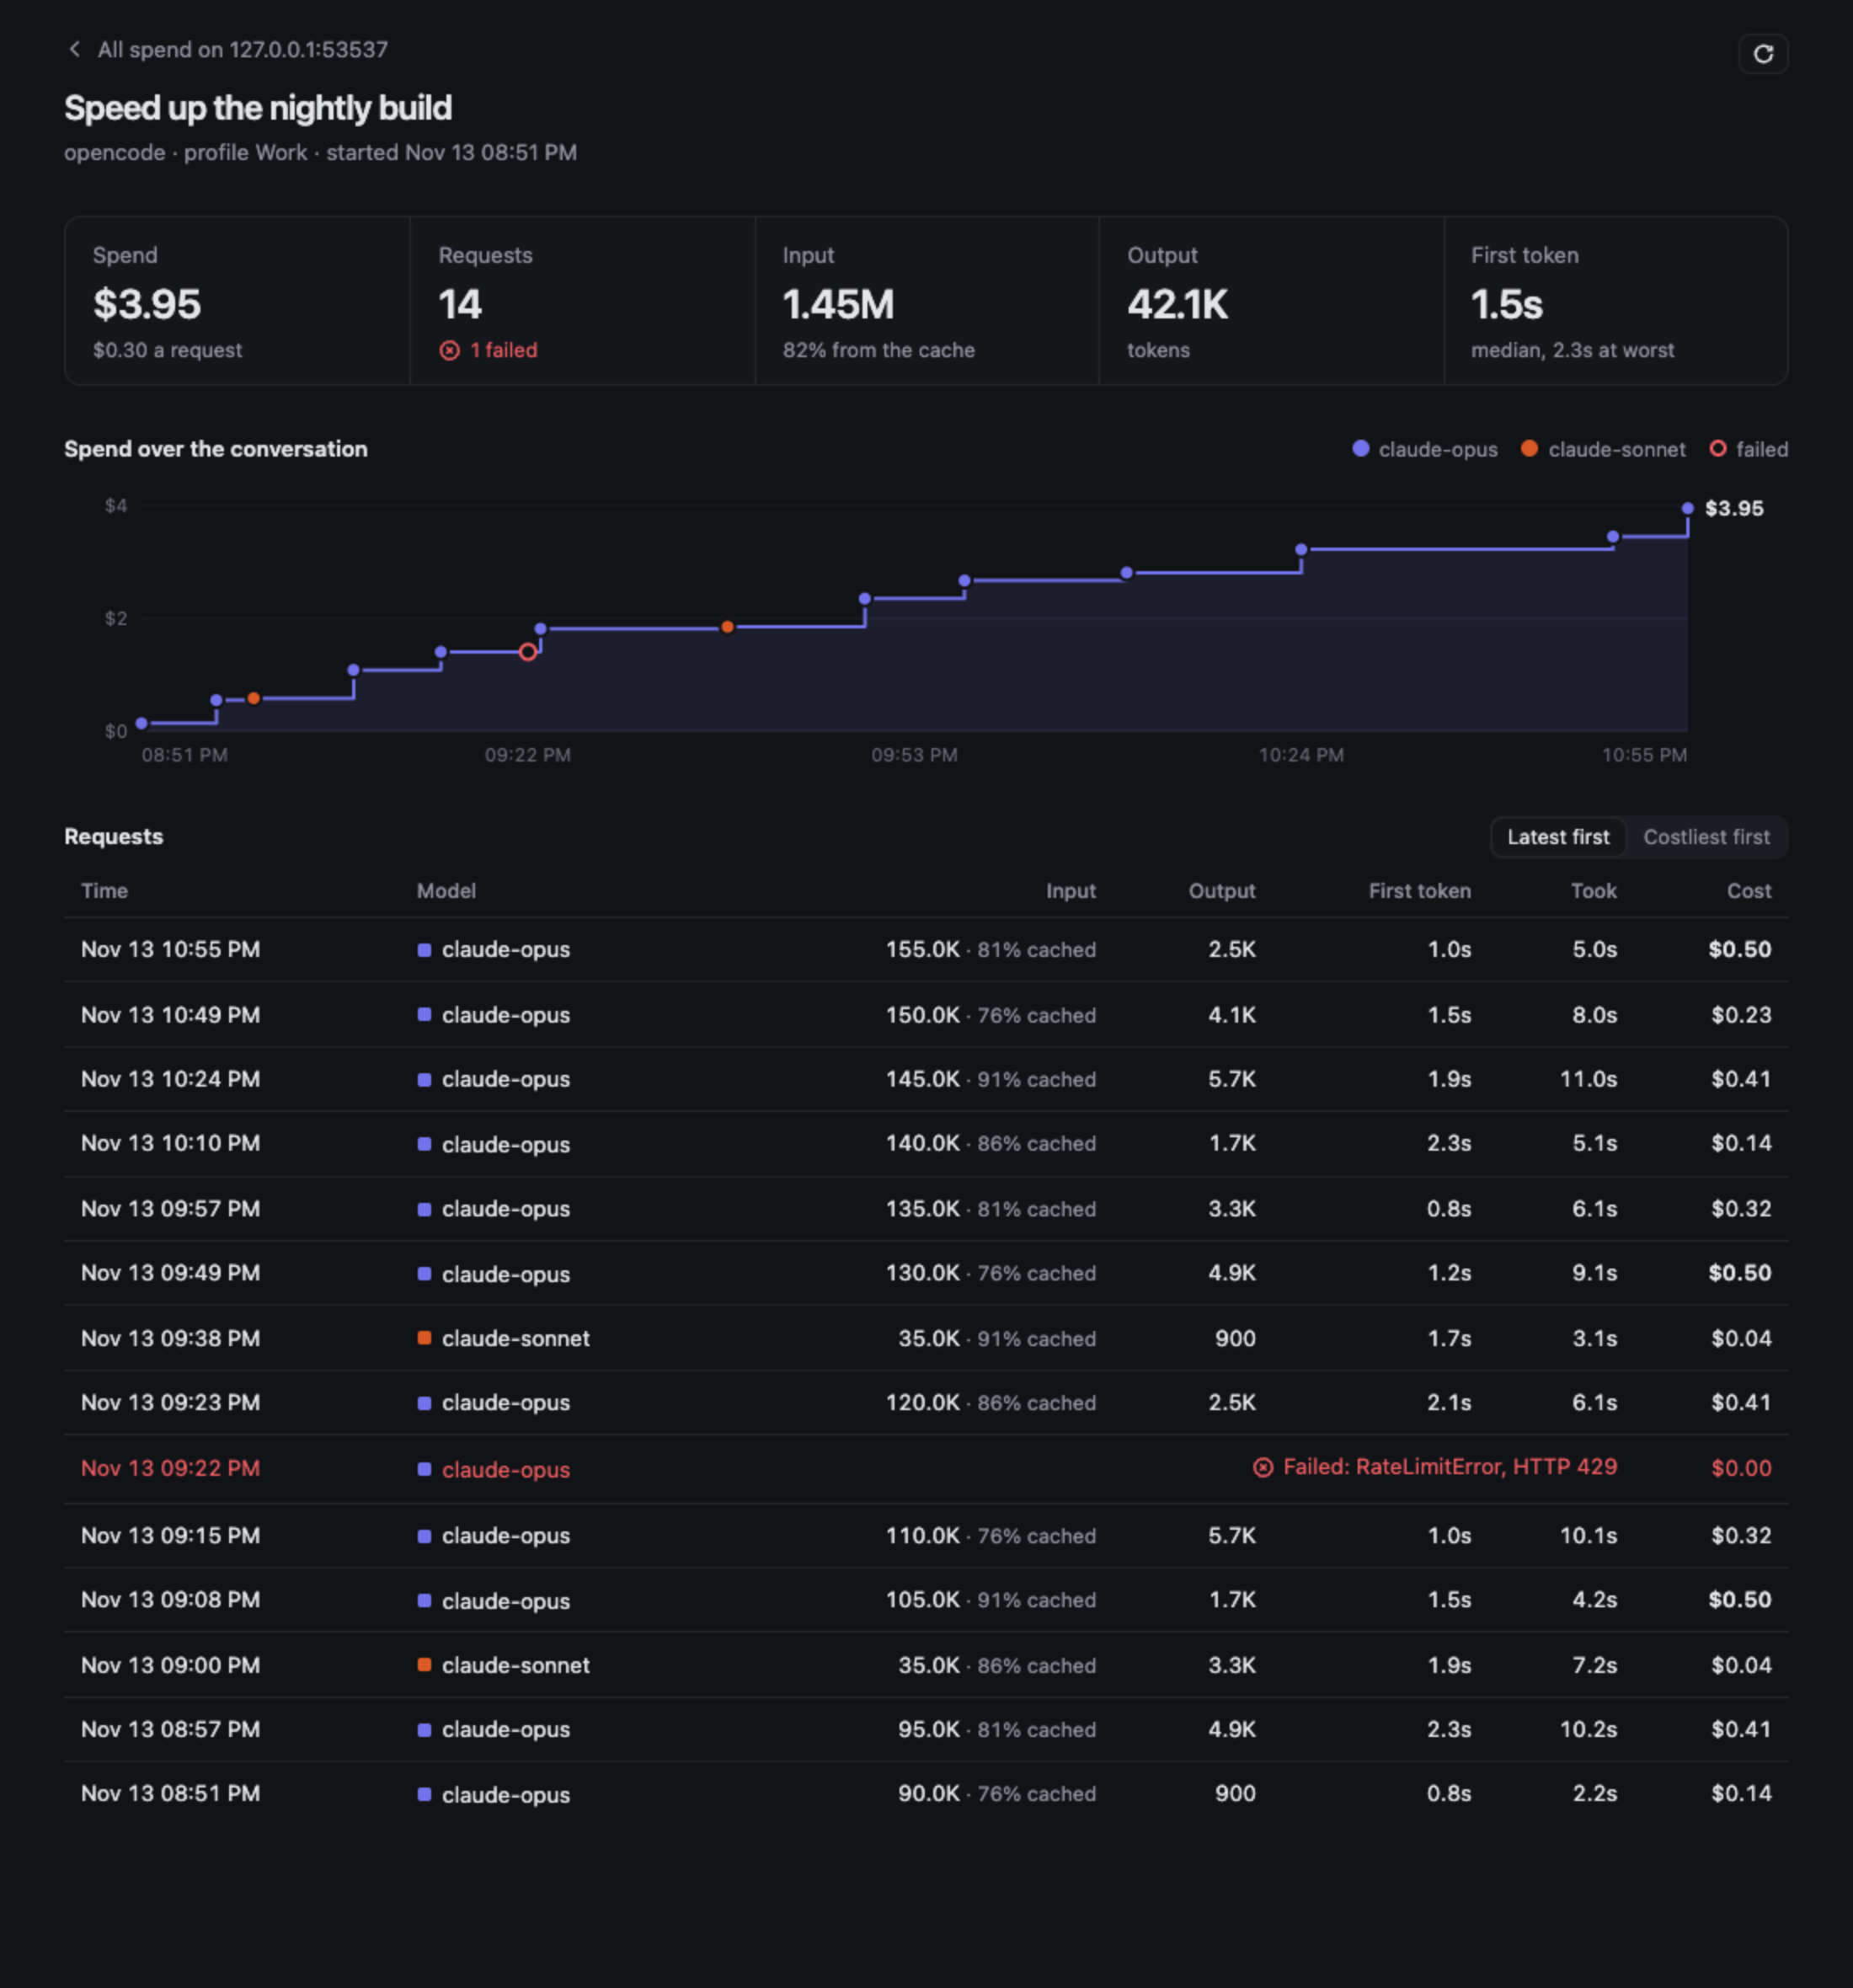 All spend on 127.0.0.1:53537
Speed up the nightly build
opencode · profile Work · started Nov 13 08:51 PM
Spend Requests Input Output First token
$3.95 14 1.45M 42.1K 1.5s
$0.30 a request 1 failed 82% from the cache tokens median, 2.3s at worst
Spend over the conversation claude-opus claude-sonnet failed
$4 $3.95
$2
$0
08:51 PM 09:22 PM 09:53 PM 10:24 PM 10:55 PM
Requests Latest first Costliest first
Time Model Input Output First token Took Cost
Nov 13 10:55 PM claude-opus 155.0K · 81% cached 2.5K 1.0s 5.0s $0.50
Nov 13 10:49 PM claude-opus 150.0K · 76% cached 4.1K 1.5s 8.0s $0.23
Nov 13 10:24 PM claude-opus 145.0K · 91% cached 5.7K 1.9s 11.0s $0.41
Nov 13 10:10 PM claude-opus 140.0K · 86% cached 1.7K 2.3s 5.1s $0.14
Nov 13 09:57 PM claude-opus 135.0K · 81% cached 3.3K 0.8s 6.1s $0.32
Nov 13 09:49 PM claude-opus 130.0K · 76% cached 4.9K 1.2s 9.1s $0.50
Nov 13 09:38 PM claude-sonnet 35.0K · 91% cached 900 1.7s 3.1s $0.04
Nov 13 09:23 PM claude-opus 120.0K · 86% cached 2.5K 2.1s 6.1s $0.41
Nov 13 09:22 PM claude-opus Failed: RateLimitError, HTTP 429 $0.00
Nov 13 09:15 PM claude-opus 110.0K · 76% cached 5.7K 1.0s 10.1s $0.32
Nov 13 09:08 PM claude-opus 105.0K · 91% cached 1.7K 1.5s 4.2s $0.50
Nov 13 09:00 PM claude-sonnet 35.0K · 86% cached 3.3K 1.9s 7.2s $0.04
Nov 13 08:57 PM claude-opus 95.0K · 81% cached 4.9K 2.3s 10.2s $0.41
Nov 13 08:51 PM claude-opus 90.0K · 76% cached 900 0.8s 2.2s $0.14